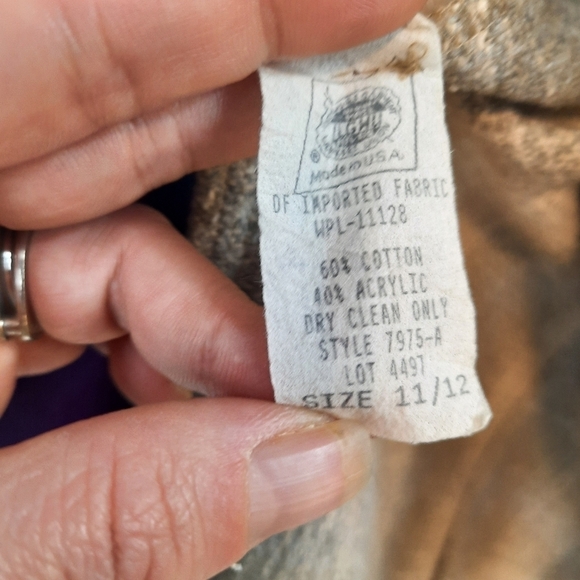 ®
Made in U.S.A.
OF IMPORTED FABRIC
WPL-11128
60% COTTON
40% ACRYLIC
DRY CLEAN ONLY
STYLE 7975-A
LOT 4497
SIZE 11/12